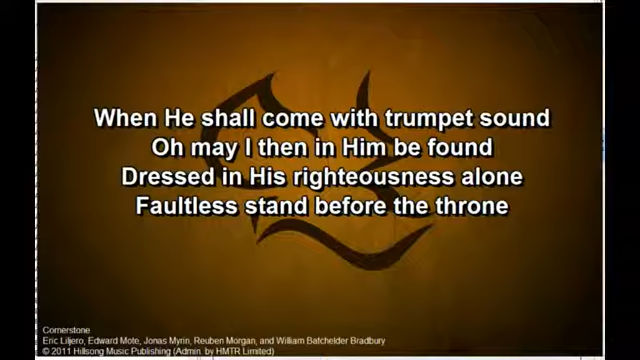 When He shall come with trumpet sound
Oh may I then in Him be found
Dressed in His righteousness alone
Faultless stand before the throne
Cornerstone
Eric Liljero, Edward Mote, Jonas Myrin, Reuben Morgan, and William Batchelder Bradbury
© 2011 Hillsong Music Publishing (Admin. by HMTR Limited)